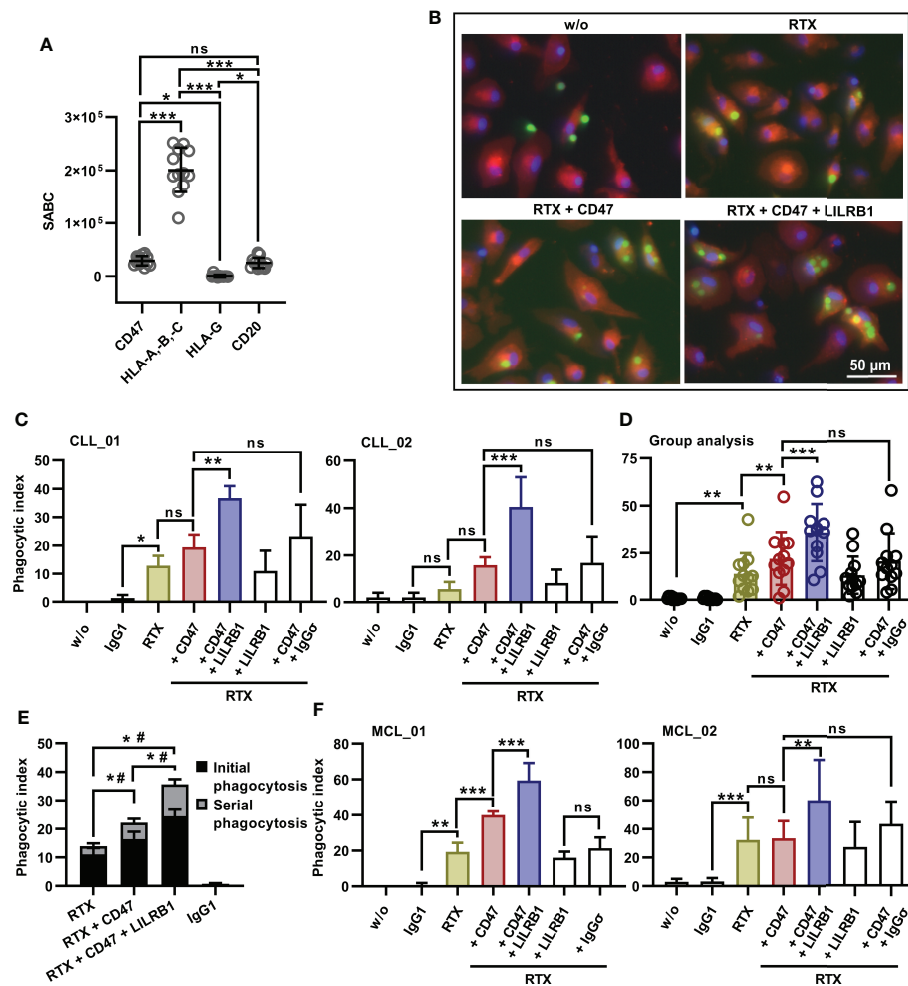 A
ns
***
*** *
*
***
SABC
3×10⁵
2×10⁵
1×10⁵
0
CD47
HLA-A,-B,-C
HLA-G
CD20
B
w/o RTX
RTX + CD47 RTX + CD47 + LILRB1
50 µm
C
CLL_01
Phagocytic index
50
40
30
20
10
0
*
ns
**
ns
w/o
IgG1
RTX
+ CD47
+ CD47
+ LILRB1
+ LILRB1
+ CD47
+ IgGσ
RTX
CLL_02
60
40
20
0
ns
ns
***
ns
w/o
IgG1
RTX
+ CD47
+ CD47
+ LILRB1
+ LILRB1
+ CD47
+ IgGσ
RTX
D
Group analysis
75
50
25
0
**
**
***
ns
w/o
IgG1
RTX
+ CD47
+ CD47
+ LILRB1
+ LILRB1
+ CD47
+ IgGσ
RTX
E
Phagocytic index
50
40
30
20
10
0
* #
* #
*#
Initial
phagocytosis
Serial
phagocytosis
RTX
RTX + CD47
RTX + CD47 + LILRB1
IgG1
F
MCL_01
Phagocytic index
80
60
40
20
0
**
***
***
ns
w/o
IgG1
RTX
+ CD47
+ CD47
+ LILRB1
+ LILRB1
+ IgGσ
RTX
MCL_02
100
80
60
40
20
0
***
ns
**
ns
w/o
IgG1
RTX
+ CD47
+ CD47
+ LILRB1
+ LILRB1
+ CD47
+ IgGσ
RTX